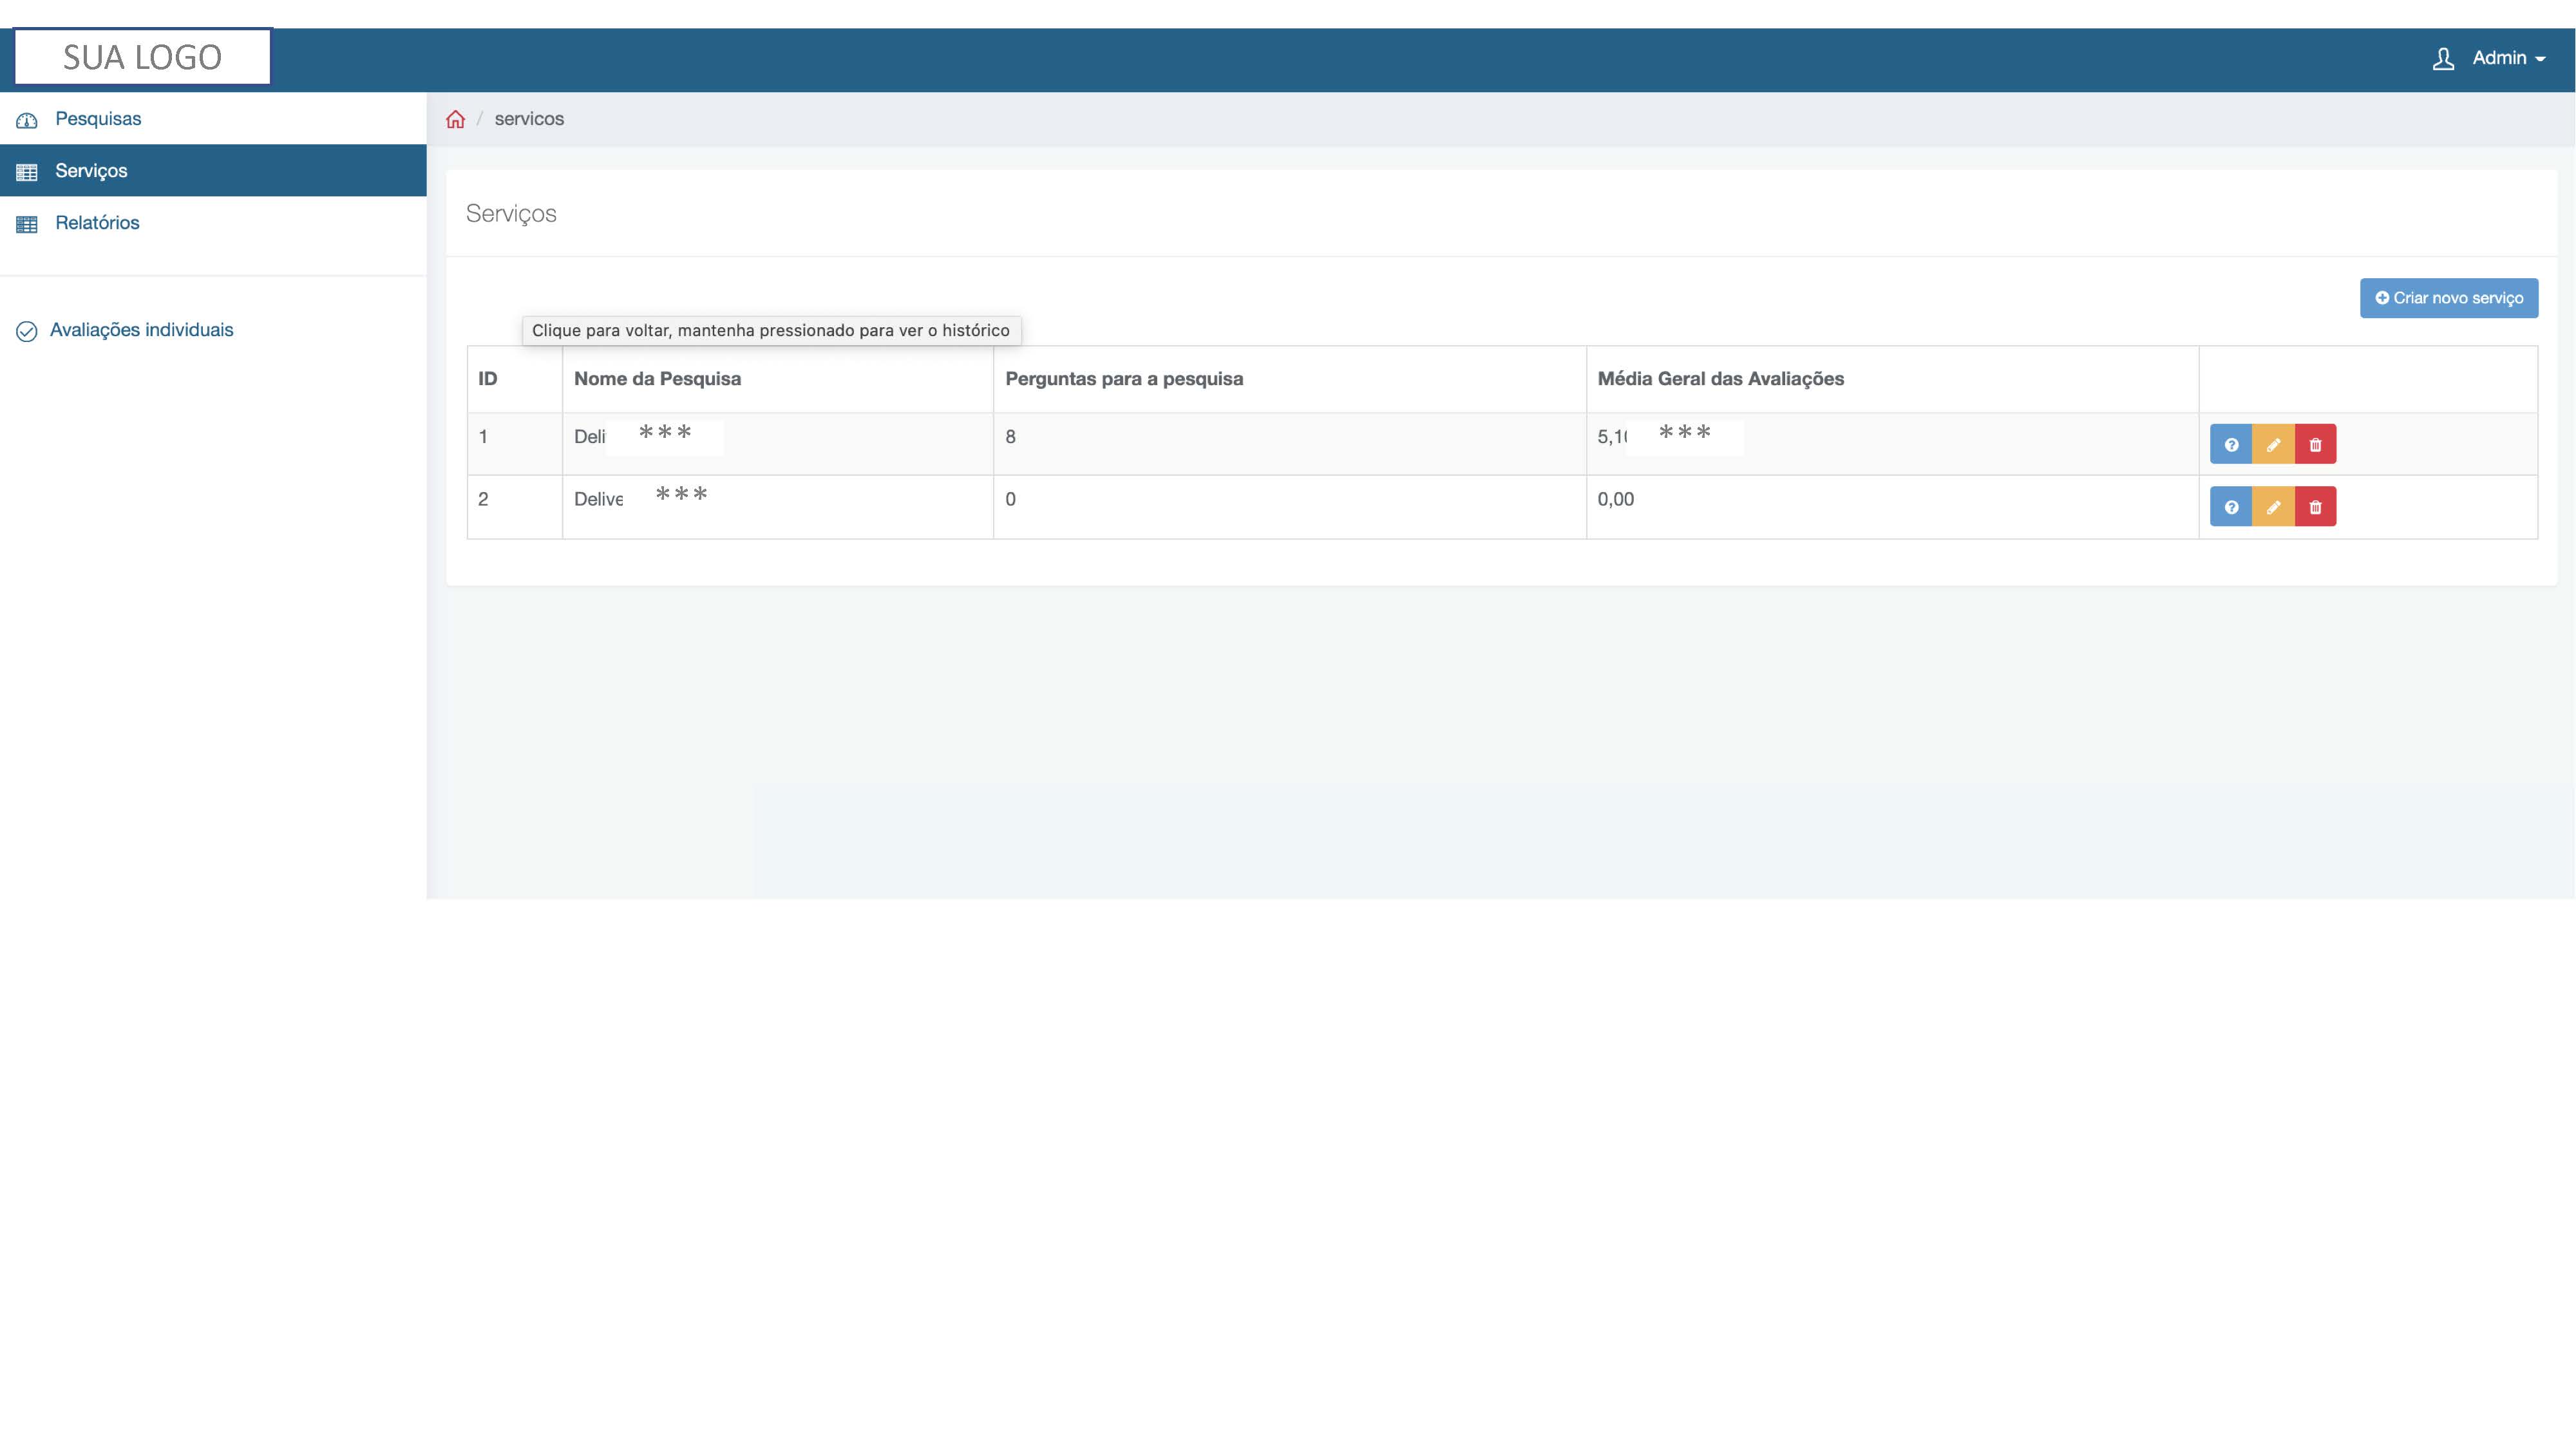 SUA LOGO
Admin
Pesquisas
/ servicos
Serviços
Relatórios
Serviços
Criar novo serviço
Avaliações individuais
Clique para voltar, mantenha pressionado para ver o histórico
ID Nome da Pesquisa Perguntas para a pesquisa Média Geral das Avaliações
1 Deli *** 8 5,1 ***
2 Delive *** 0 0,00